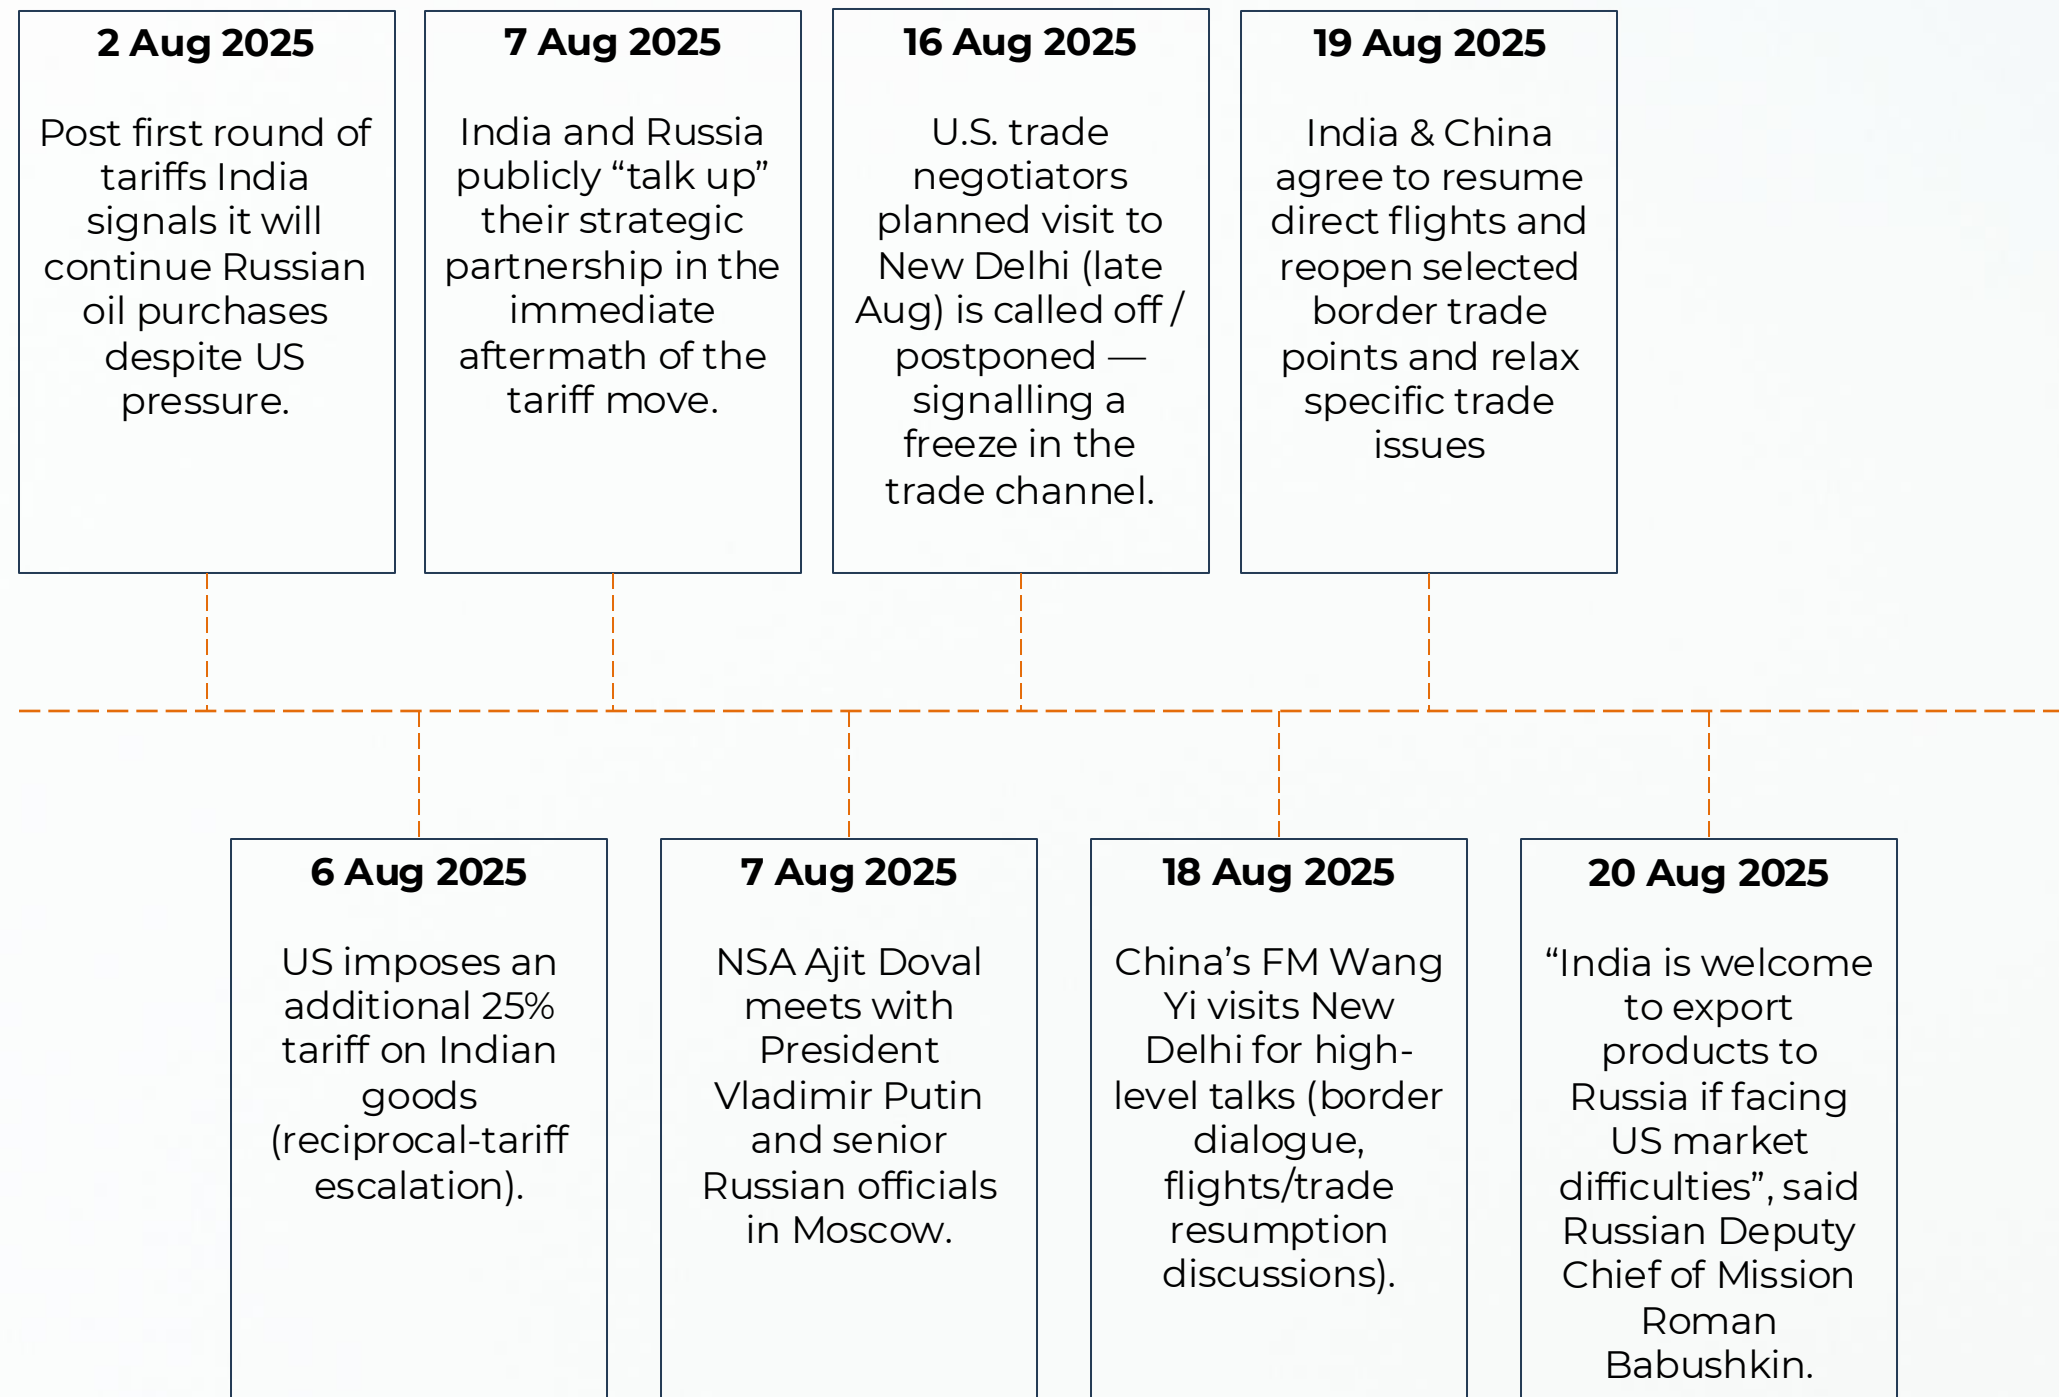 2 Aug 2025
Post first round of
tariffs India
signals it will
continue Russian
oil purchases
despite US
pressure.
7 Aug 2025
India and Russia
publicly “talk up”
their strategic
partnership in the
immediate
aftermath of the
tariff move.
16 Aug 2025
U.S. trade
negotiators
planned visit to
New Delhi (late
Aug) is called off /
postponed —
signalling a
freeze in the
trade channel.
19 Aug 2025
India & China
agree to resume
direct flights and
reopen selected
border trade
points and relax
specific trade
issues
6 Aug 2025
US imposes an
additional 25%
tariff on Indian
goods
(reciprocal-tariff
escalation).
7 Aug 2025
NSA Ajit Doval
meets with
President
Vladimir Putin
and senior
Russian officials
in Moscow.
18 Aug 2025
China’s FM Wang
Yi visits New
Delhi for high-
level talks (border
dialogue,
flights/trade
resumption
discussions).
20 Aug 2025
“India is welcome
to export
products to
Russia if facing
US market
difficulties”, said
Russian Deputy
Chief of Mission
Roman
Babushkin.